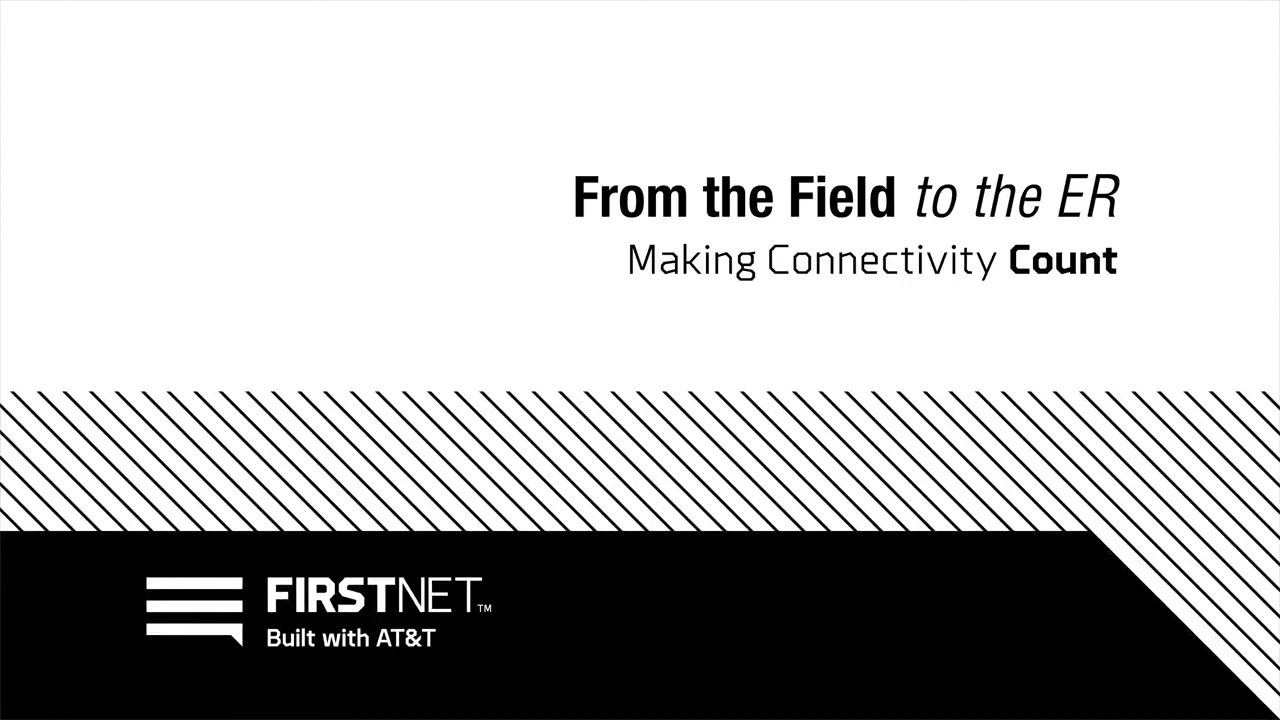 From the Field to the ER
Making Connectivity Count
FIRSTNET™
Built with AT&T